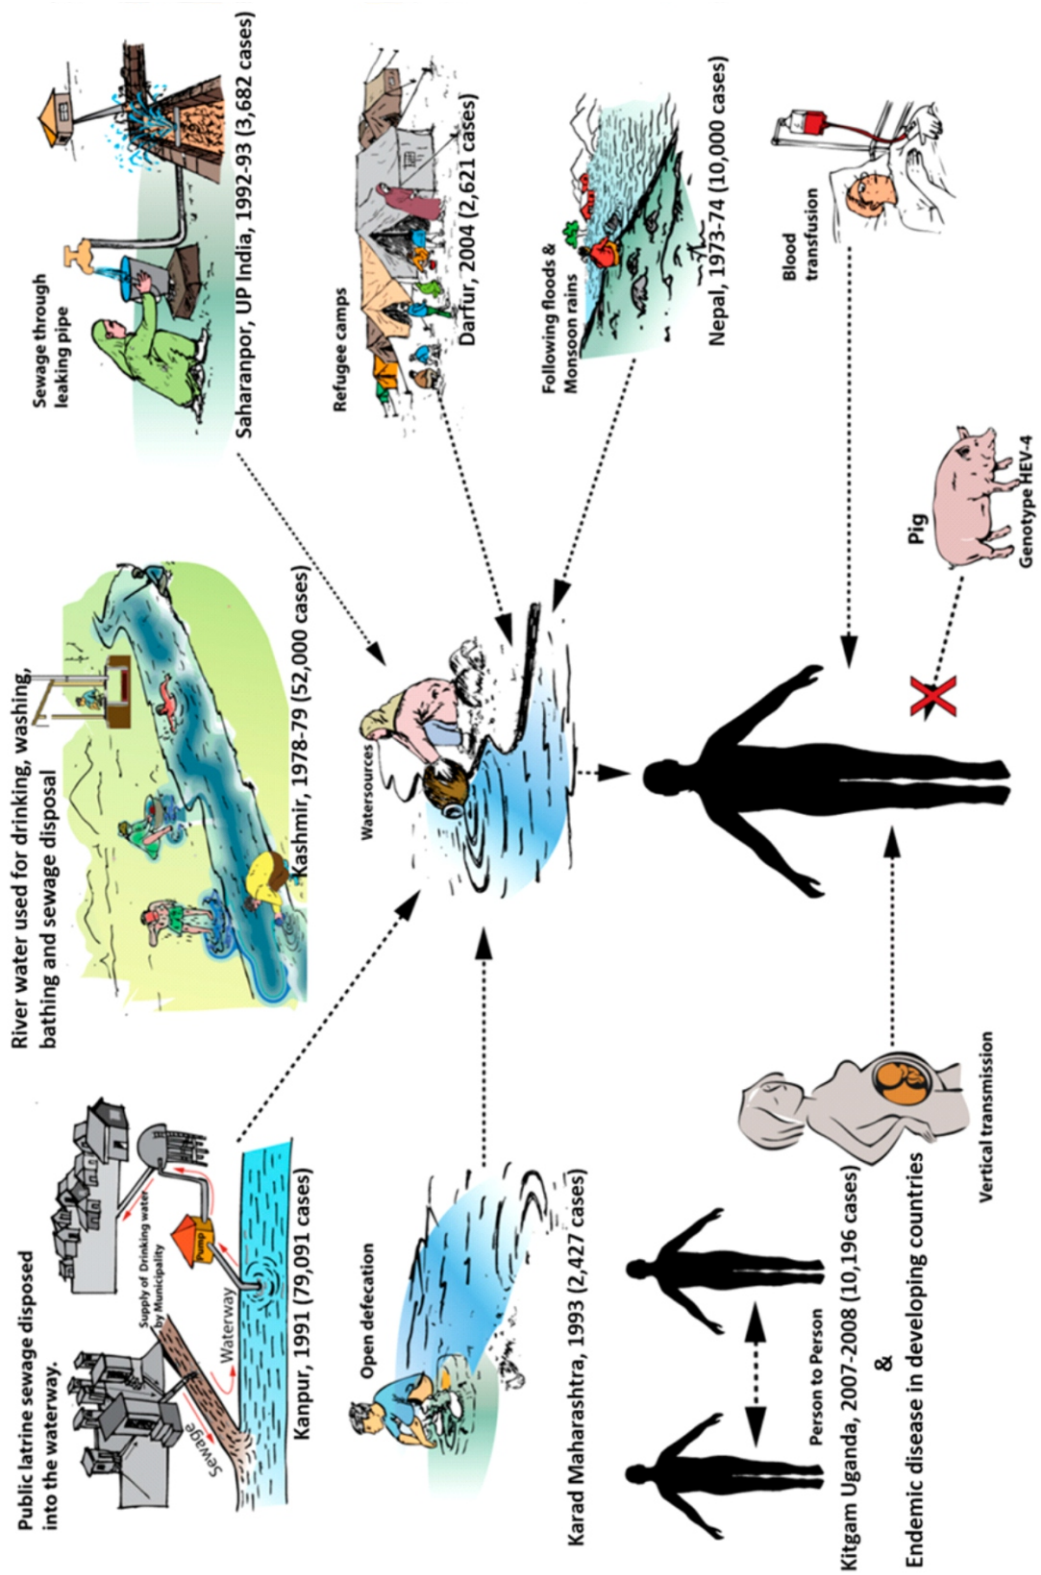 Public latrine sewage disposed
into the waterway.
Supply of Drinking water
by Municipality
Pump
Sewage
Waterway
Kanpur, 1991 (79,091 cases)
River water used for drinking, washing,
bathing and sewage disposal
Kashmir, 1978-79 (52,000 cases)
Sewage through
leaking pipe
Saharanpor, UP India, 1992-93 (3,682 cases)
Open defecation
Karad Maharashtra, 1993 (2,427 cases)
Watersources
Refugee camps
Darfur, 2004 (2,621 cases)
Following floods &
Monsoon rains
Nepal, 1973-74 (10,000 cases)
Person to Person
Kitgam Uganda, 2007-2008 (10,196 cases)
&
Endemic disease in developing countries
Vertical transmission
Blood
transfusion
Pig
Genotype HEV-4